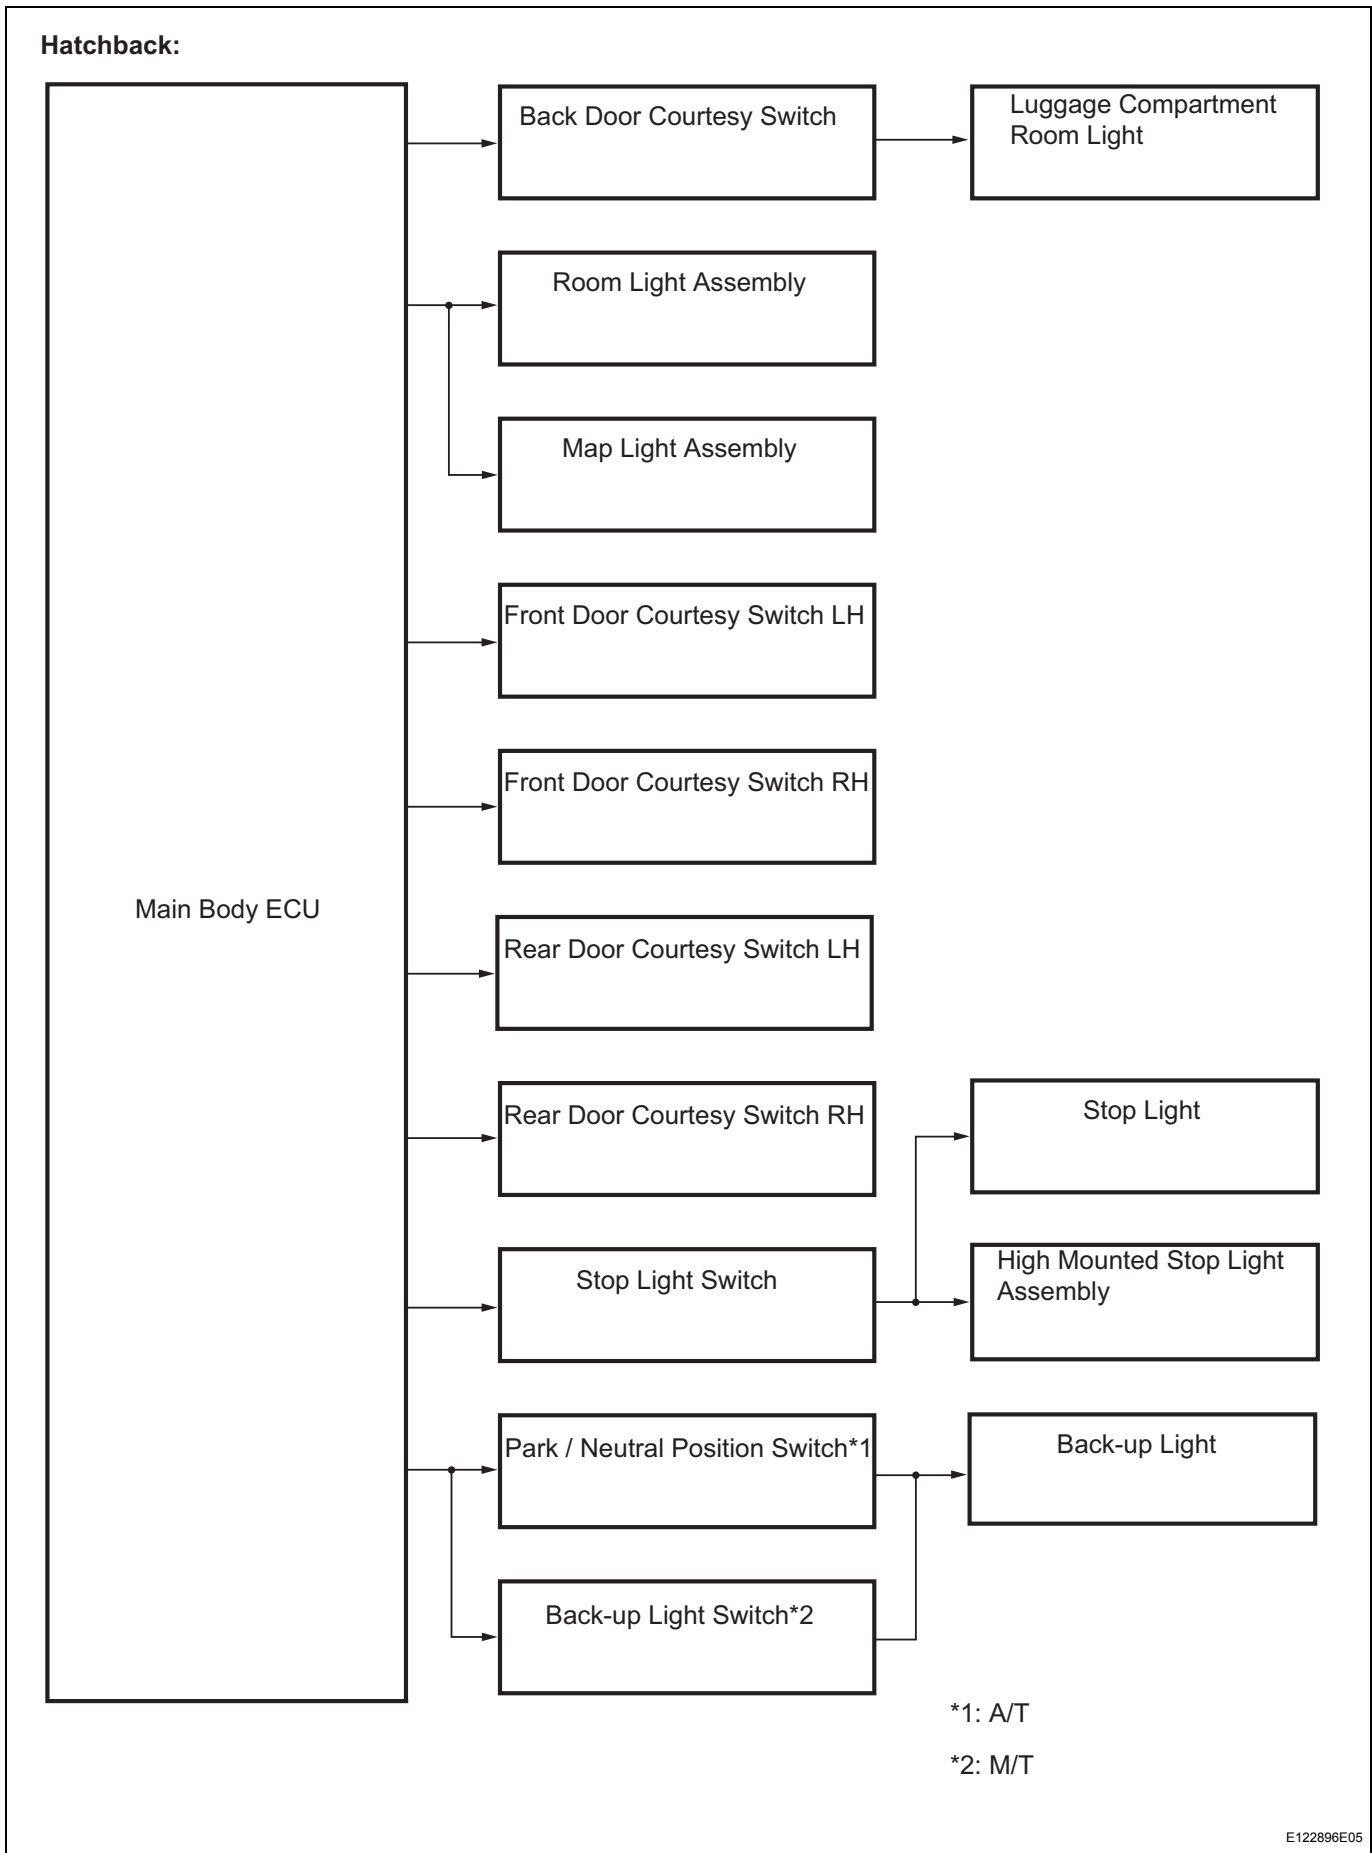 Hatchback:
Main Body ECU
Back Door Courtesy Switch
Luggage Compartment
Room Light
Room Light Assembly
Map Light Assembly
Front Door Courtesy Switch LH
Front Door Courtesy Switch RH
Rear Door Courtesy Switch LH
Rear Door Courtesy Switch RH
Stop Light Switch
Stop Light
High Mounted Stop Light
Assembly
Park / Neutral Position Switch*1
Back-up Light
Back-up Light Switch*2
*1: A/T
*2: M/T
E122896E05